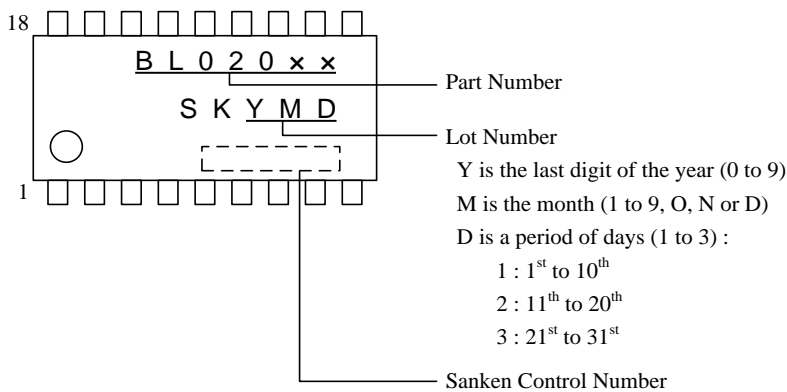 18
B L 0 2 0 × ×
Part Number
S K Y M D
Lot Number
Y is the last digit of the year (0 to 9)
M is the month (1 to 9, O, N or D)
D is a period of days (1 to 3) :
1 : 1st to 10th
2 : 11th to 20th
3 : 21st to 31st
1
Sanken Control Number